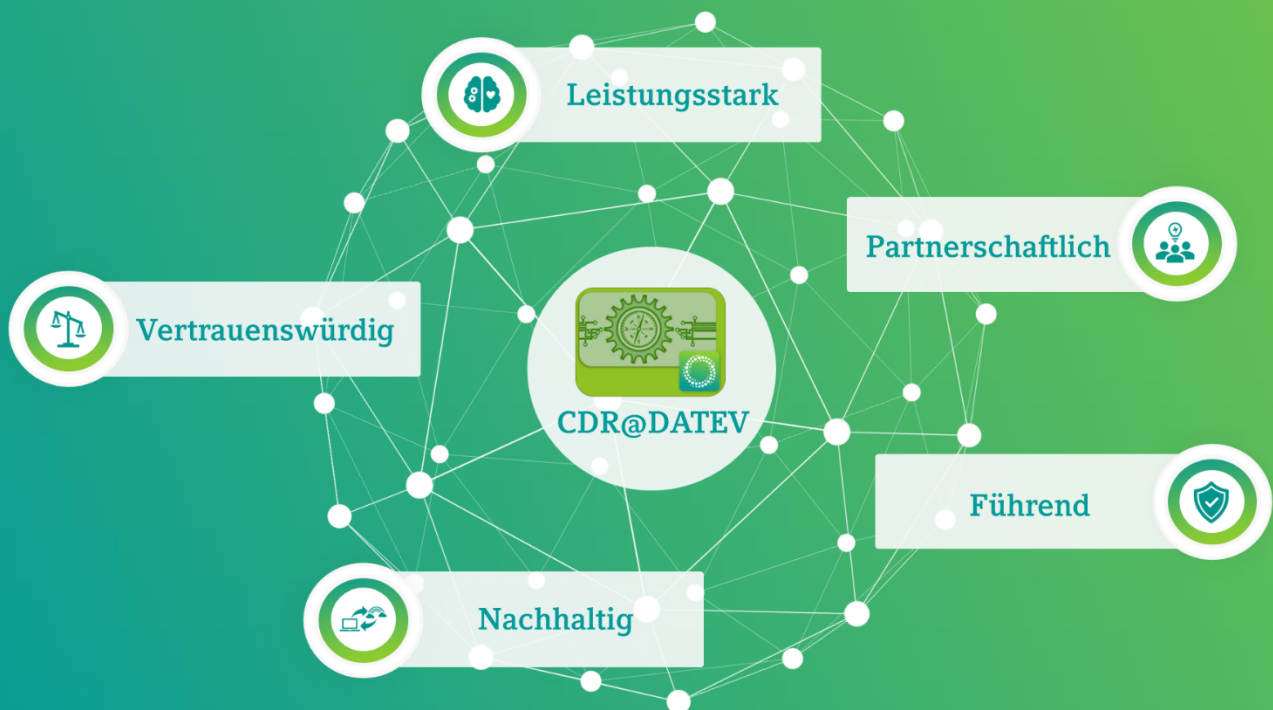 Leistungsstark
Partnerschaftlich
Vertrauenswürdig
CDR@DATEV
Führend
Nachhaltig